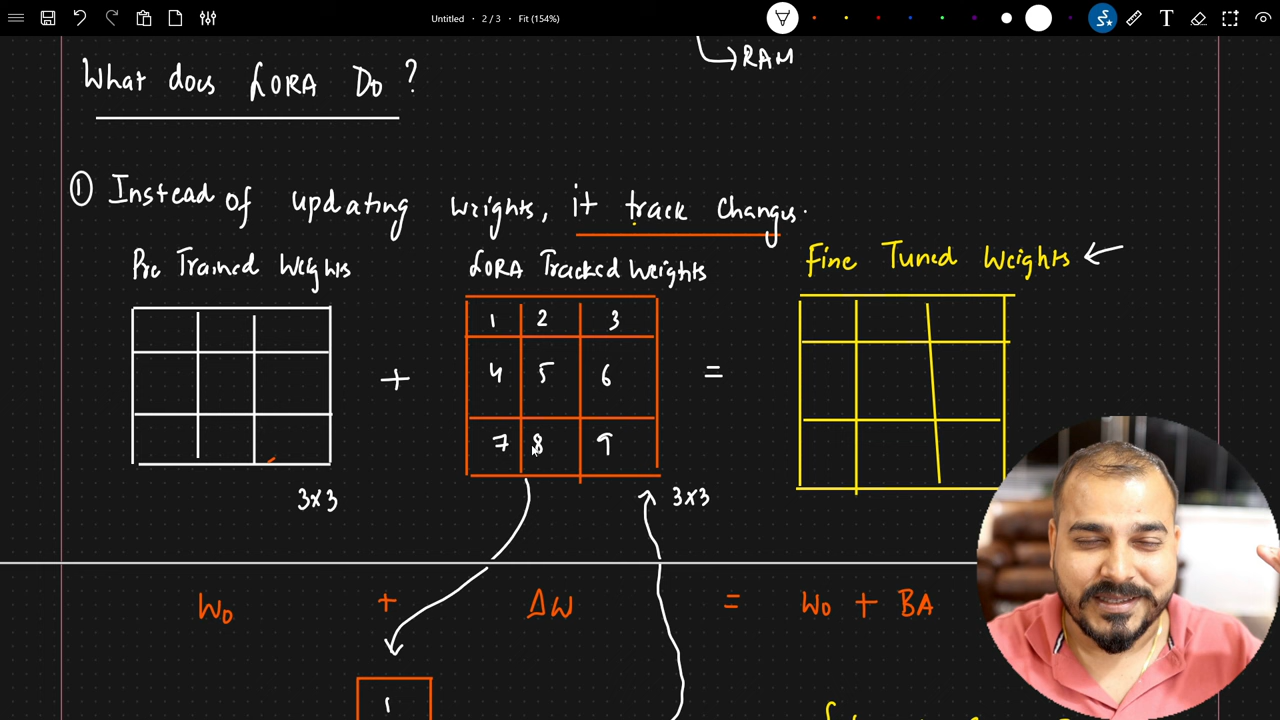 Untitled • 2 / 3 • Fit (154%)
RAM
What does LORA Do ?
① Instead of updating weights, it track changes.
Pre Trained Weights
LORA Tracked Weights
Fine Tuned Weights
1 2 3
4 5 6
7 8 9
+
=
3x3
3x3
W₀ + ΔW = W₀ + BA
1